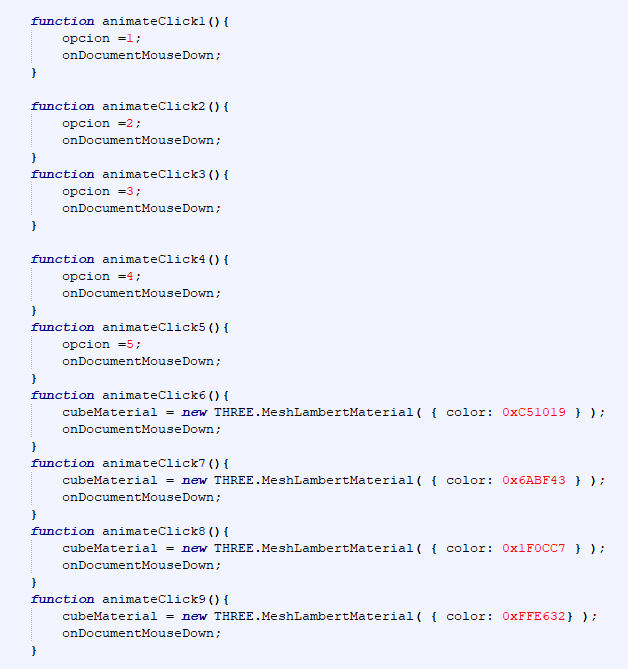 function animateClick1(){
    opcion =1;
    onDocumentMouseDown;
}

function animateClick2(){
    opcion =2;
    onDocumentMouseDown;
}
function animateClick3(){
    opcion =3;
    onDocumentMouseDown;
}

function animateClick4(){
    opcion =4;
    onDocumentMouseDown;
}
function animateClick5(){
    opcion =5;
    onDocumentMouseDown;
}
function animateClick6(){
    cubeMaterial = new THREE.MeshLambertMaterial( { color: 0xC51019 } );
    onDocumentMouseDown;
}
function animateClick7(){
    cubeMaterial = new THREE.MeshLambertMaterial( { color: 0x6ABF43 } );
    onDocumentMouseDown;
}
function animateClick8(){
    cubeMaterial = new THREE.MeshLambertMaterial( { color: 0x1F0CC7 } );
    onDocumentMouseDown;
}
function animateClick9(){
    cubeMaterial = new THREE.MeshLambertMaterial( { color: 0xFFE632} );
    onDocumentMouseDown;
}